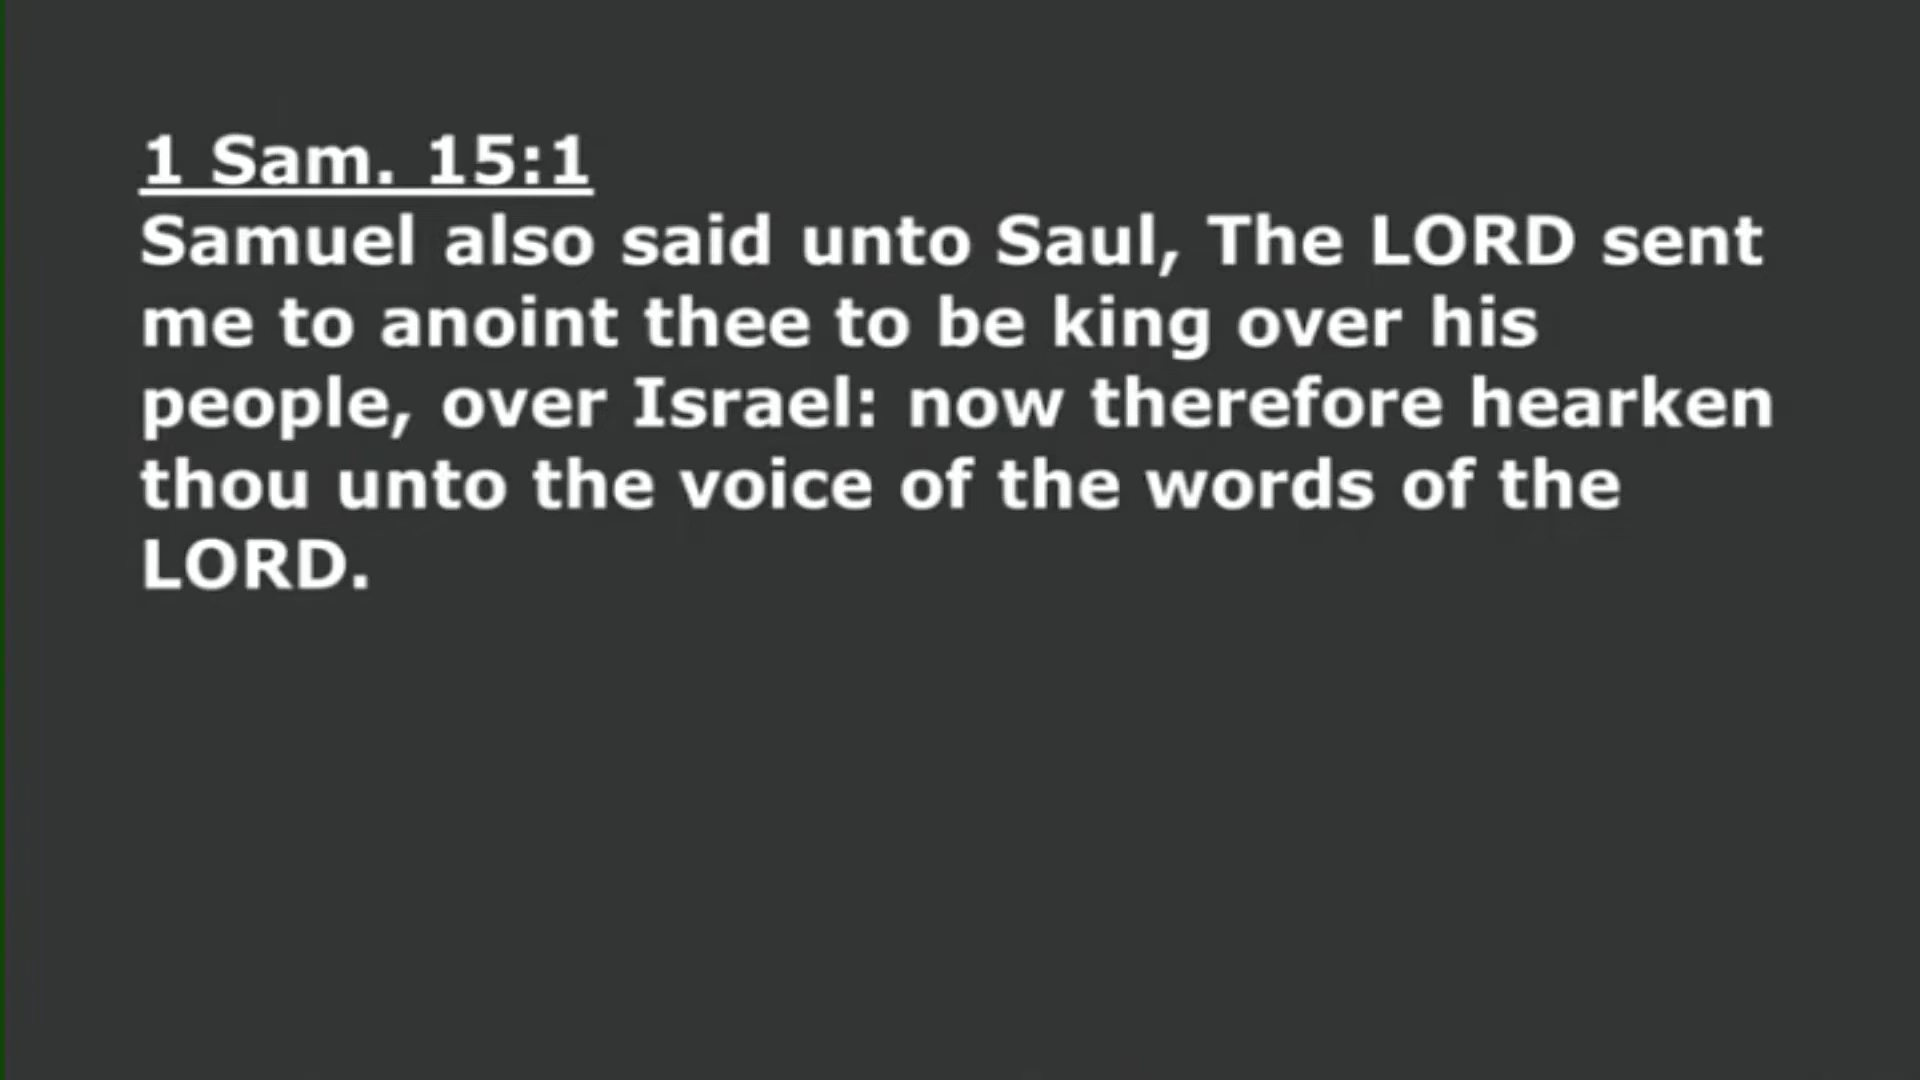 1 Sam. 15:1
Samuel also said unto Saul, The LORD sent
me to anoint thee to be king over his
people, over Israel: now therefore hearken
thou unto the voice of the words of the
LORD.